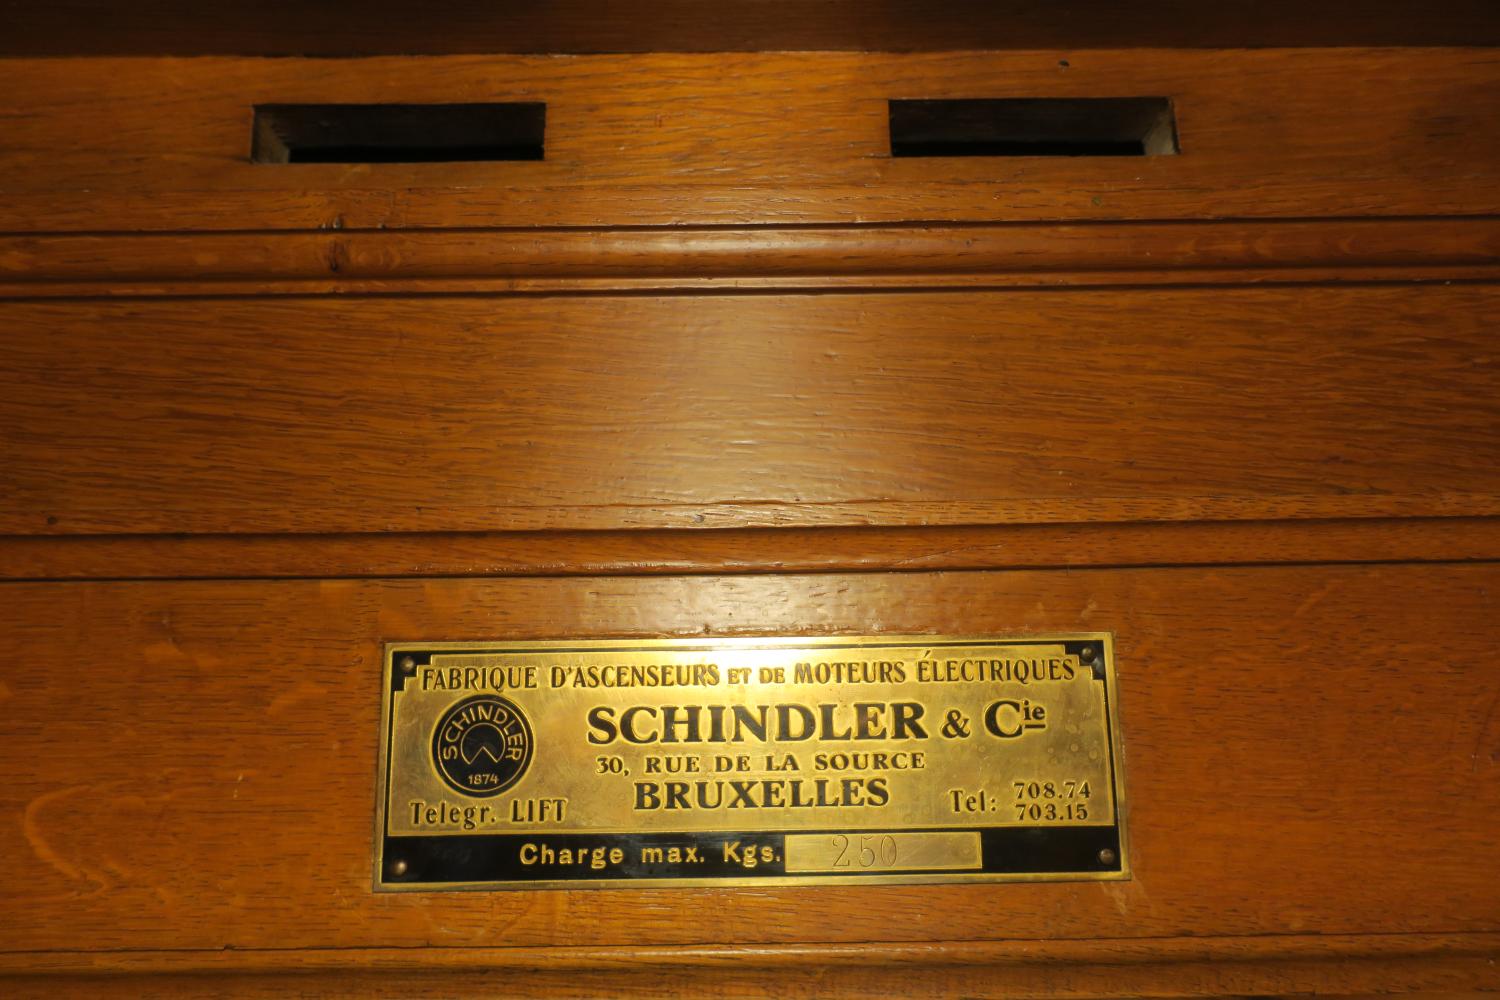 FABRIQUE D'ASCENSEURS ET DE MOTEURS ÉLECTRIQUES
SCHINDLER
1874
SCHINDLER & Cie
30, RUE DE LA SOURCE
BRUXELLES
Telegr. LIFT
Tel: 708.74
703.15
Charge max. Kgs. 250